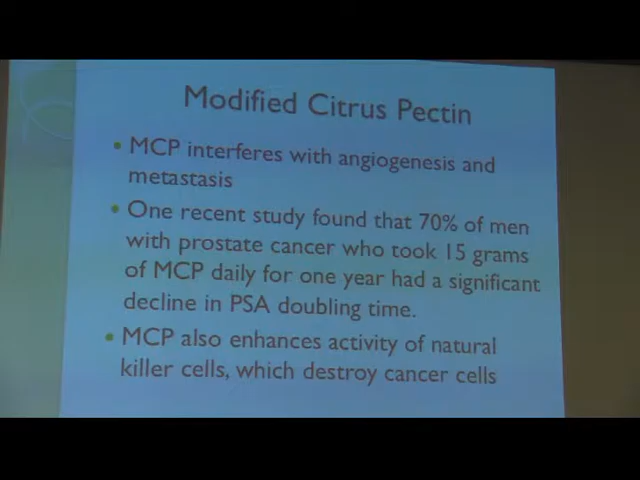 Modified Citrus Pectin
• MCP interferes with angiogenesis and
metastasis
• One recent study found that 70% of men
with prostate cancer who took 15 grams
of MCP daily for one year had a significant
decline in PSA doubling time.
• MCP also enhances activity of natural
killer cells, which destroy cancer cells